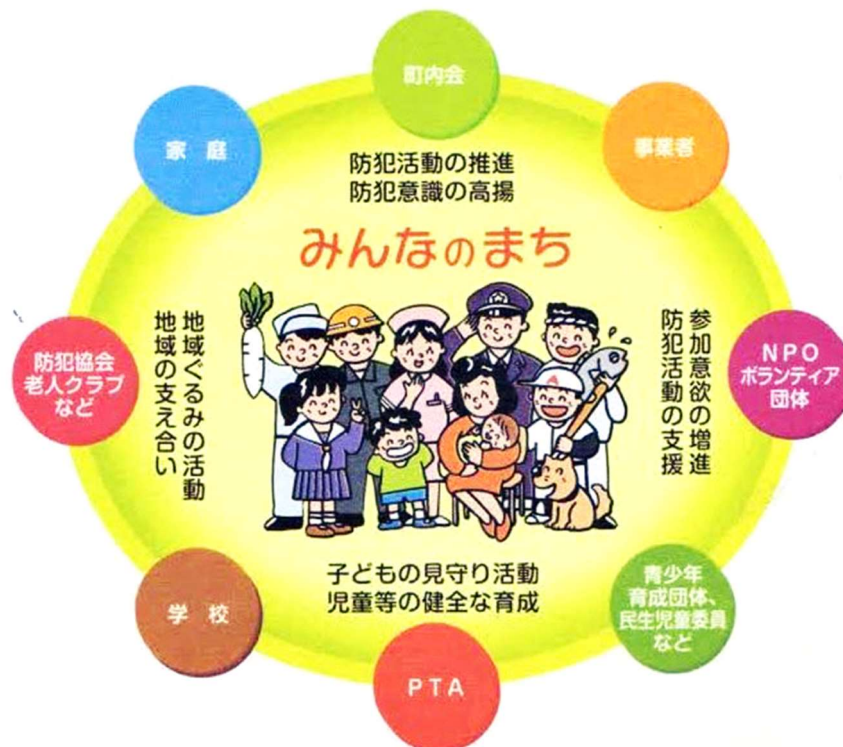 町内会
家庭
事業者
防犯活動の推進
防犯意識の高揚
みんなのまち
防犯協会
老人クラブ
など
地域ぐるみの活動
地域の支え合い
参加意欲の増進
防犯活動の支援
NPO
ボランティア
団体
子どもの見守り活動
児童等の健全な育成
学校
青少年
育成団体、
民生児童委員
など
PTA